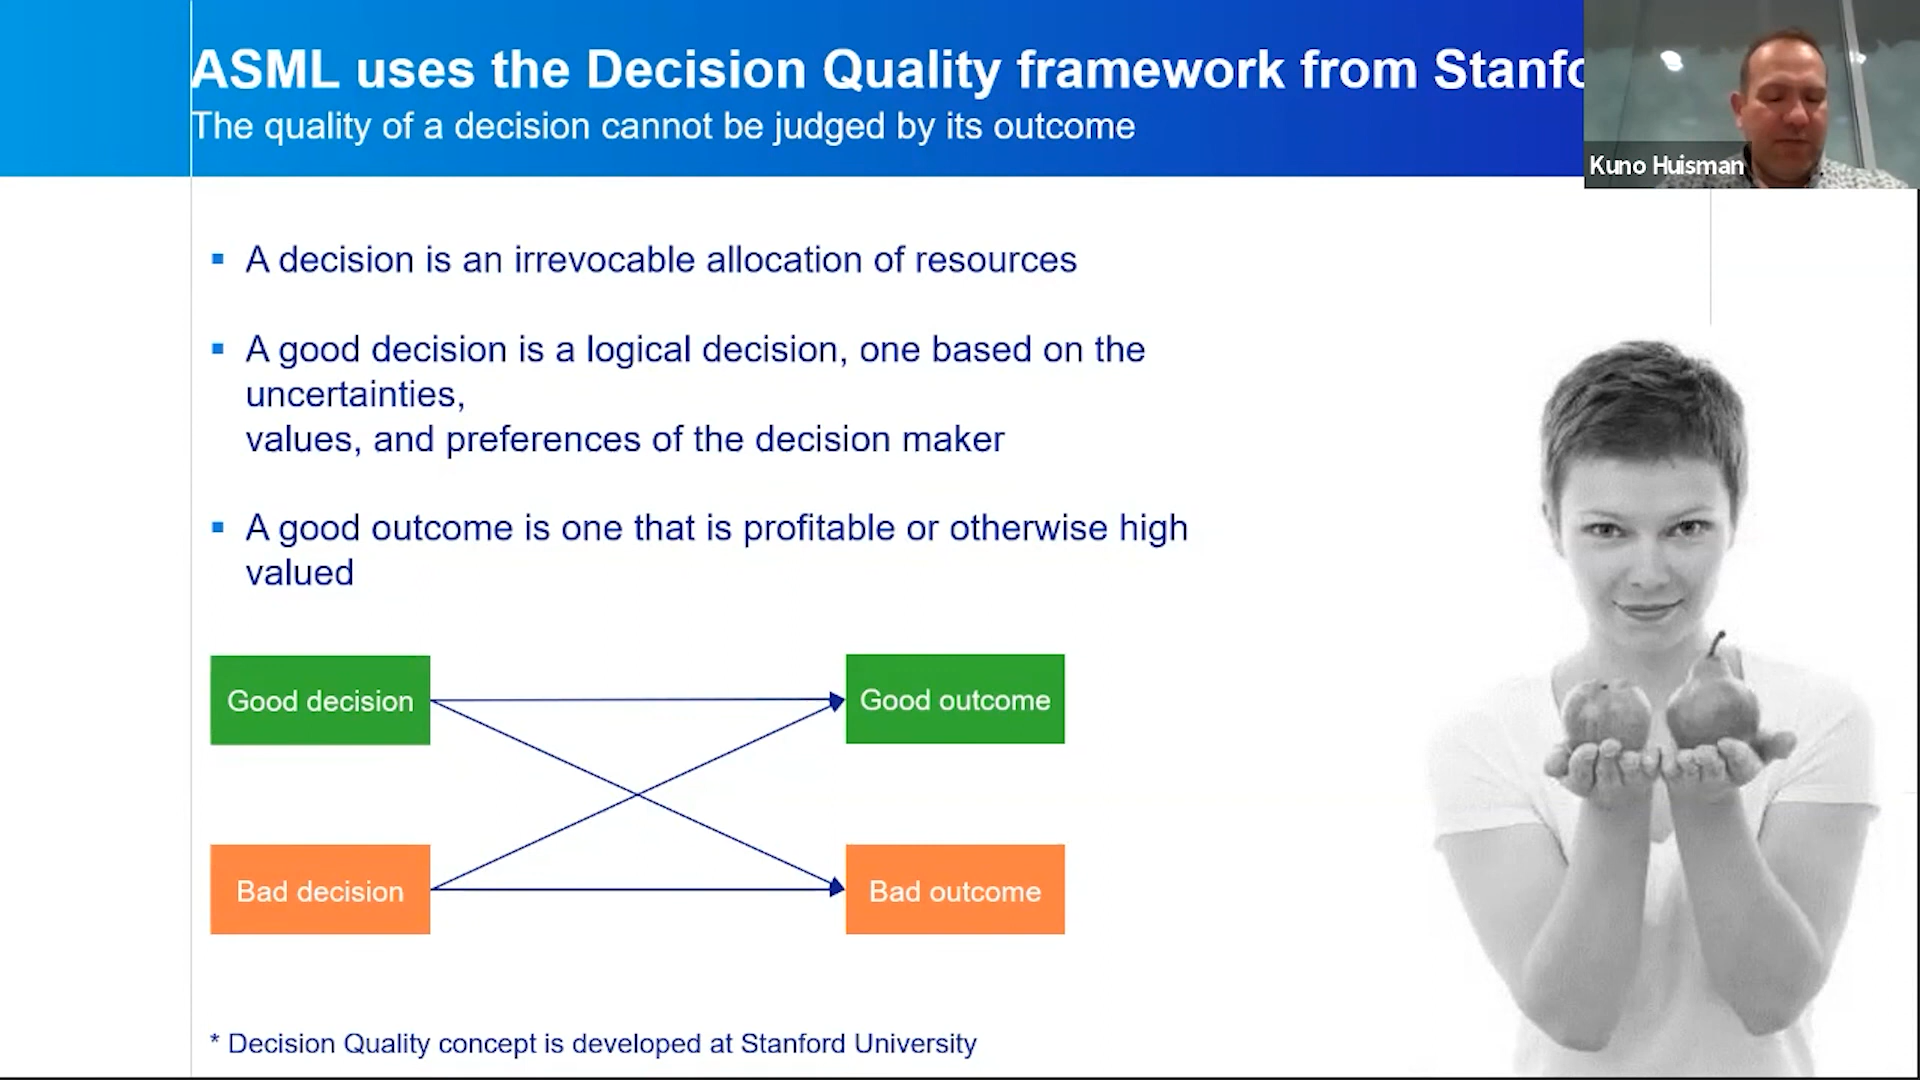 ASML uses the Decision Quality framework from Stanfo
The quality of a decision cannot be judged by its outcome
Kuno Huisman
▪ A decision is an irrevocable allocation of resources
▪ A good decision is a logical decision, one based on the
uncertainties,
values, and preferences of the decision maker
▪ A good outcome is one that is profitable or otherwise high
valued
Good decision
Good outcome
Bad decision
Bad outcome
* Decision Quality concept is developed at Stanford University